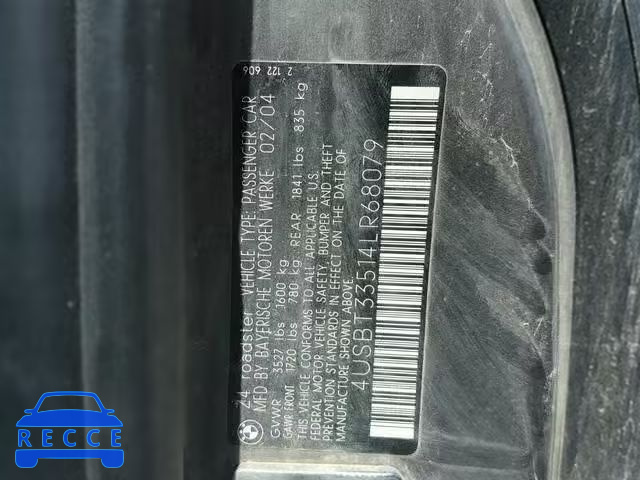 2 122 606
Z4 roadster VEHICLE TYPE: PASSENGER CAR
MFD BY BAYERISCHE MOTOREN WERKE 02/04
GVWR 3527 lbs 1600 kg
GAWR FRONT 1720 lbs 780 kg REAR 1841 lbs 835 kg
THIS VEHICLE CONFORMS TO ALL APPLICABLE U.S.
FEDERAL MOTOR VEHICLE SAFETY, BUMPER AND THEFT
PREVENTION STANDARDS IN EFFECT ON THE DATE OF
MANUFACTURE SHOWN ABOVE
4USBT33514LR68079
RECCE